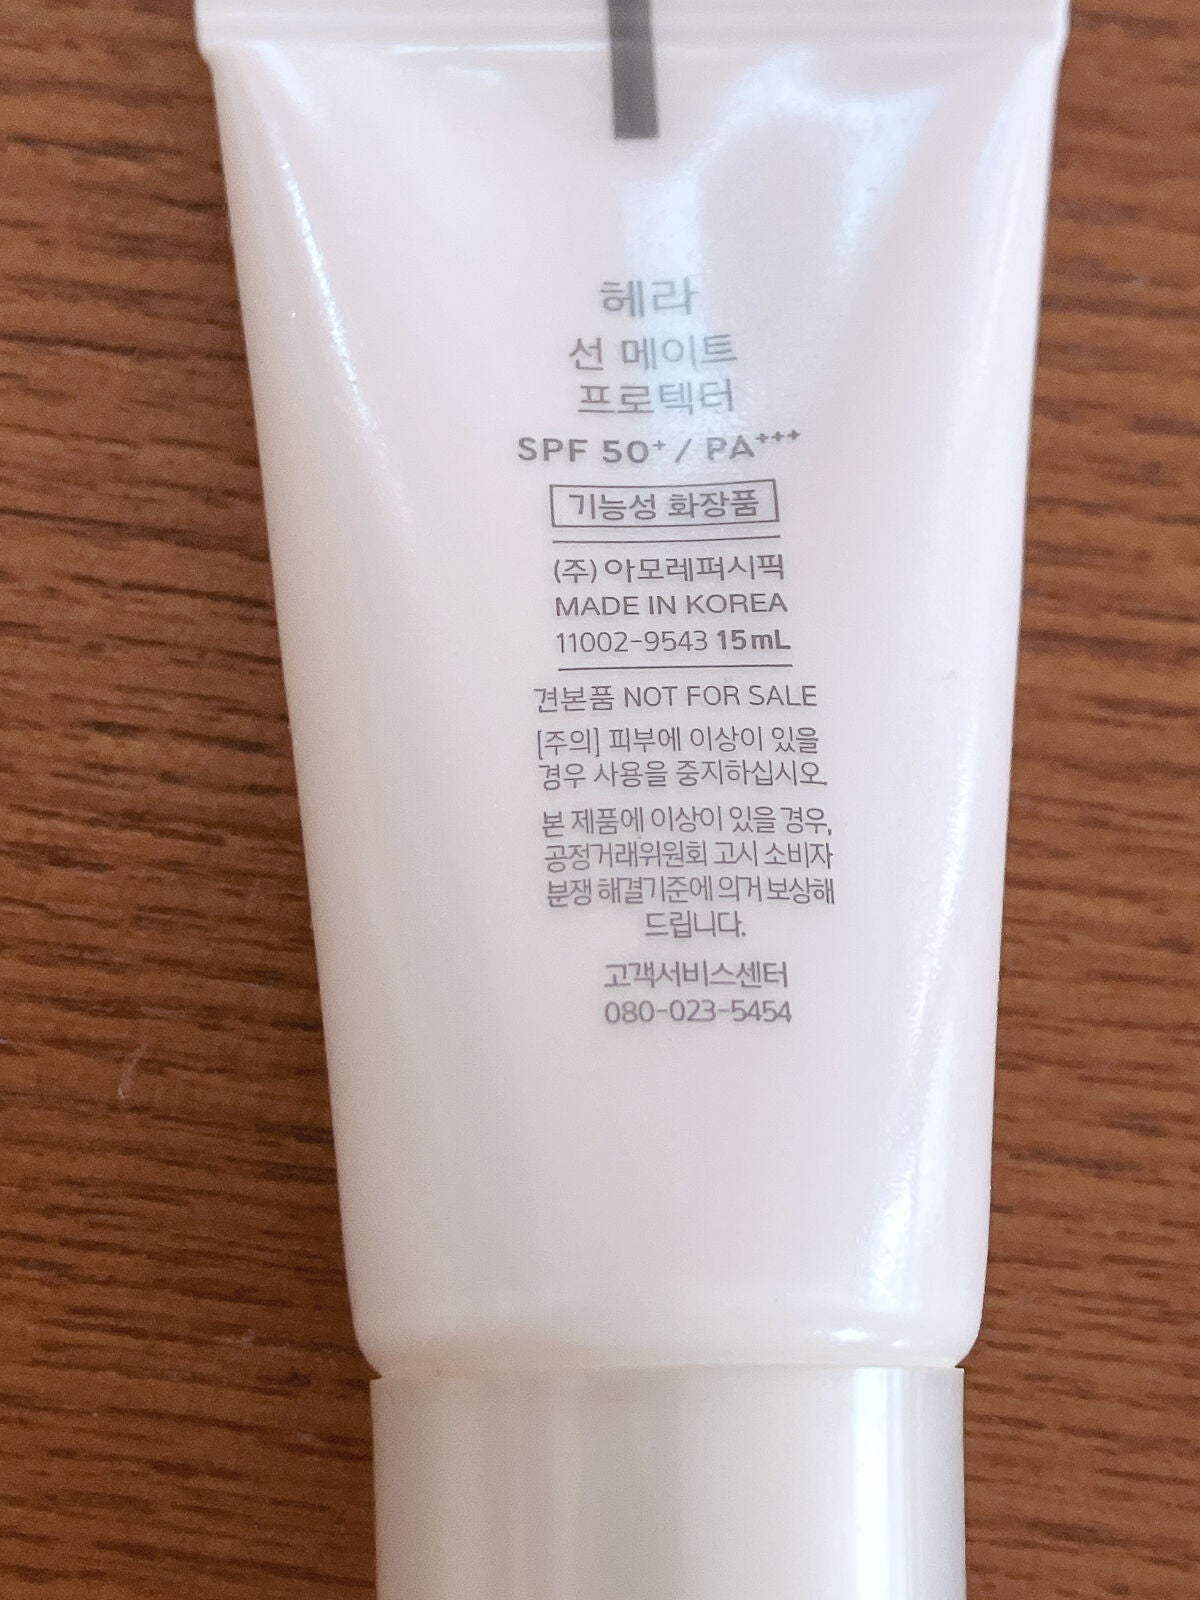 헤라
선 메이트
프로텍터
SPF 50+ / PA+++
기능성 화장품
(주) 아모레퍼시픽
MADE IN KOREA
11002-9543 15mL
견본품 NOT FOR SALE
[주의] 피부에 이상이 있을
경우 사용을 중지하십시오.
본 제품에 이상이 있을 경우,
공정거래위원회 고시 소비자
분쟁 해결기준에 의거 보상해
드립니다.
고객서비스센터
080-023-5454